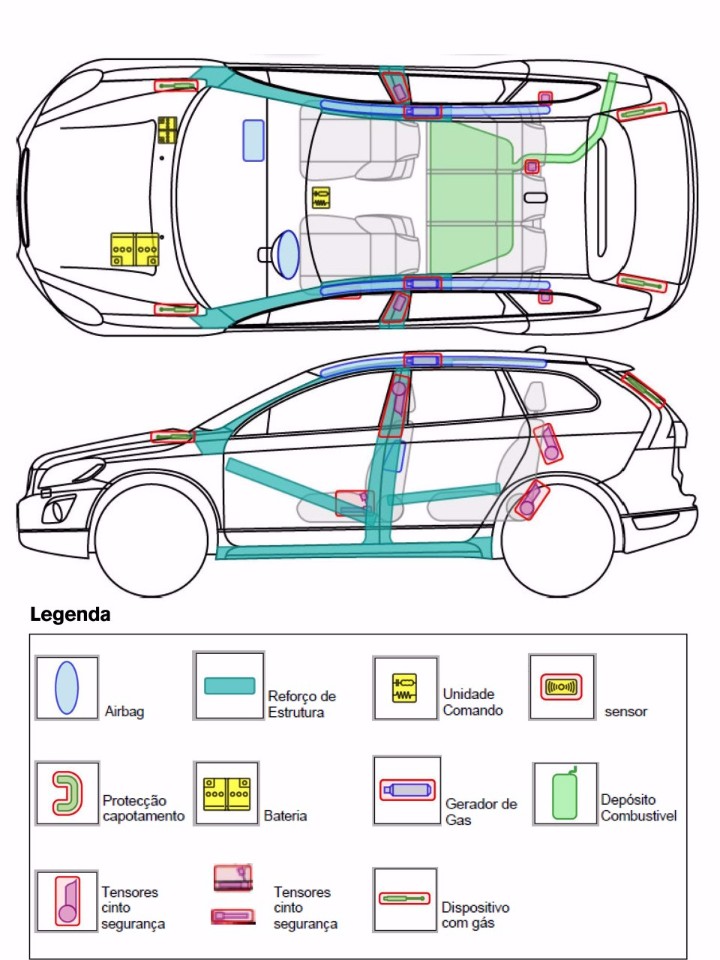 Legenda
Airbag
Reforço de
Estrutura
Unidade
Comando
sensor
Protecção
capotamento
Bateria
Gerador de
Gas
Depósito
Combustivel
Tensores
cinto
segurança
Tensores
cinto
segurança
Dispositivo
com gás